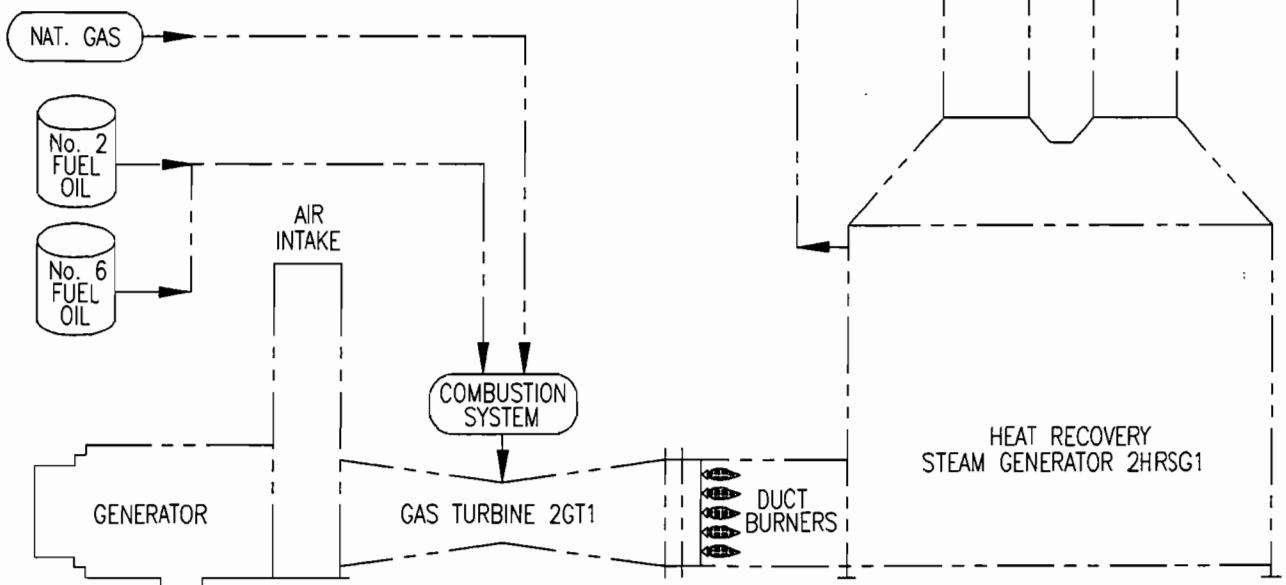 NAT. GAS
No. 2
FUEL
OIL
No. 6
FUEL
OIL
AIR
INTAKE
COMBUSTION
SYSTEM
GENERATOR
GAS TURBINE 2GT1
DUCT
BURNERS
HEAT RECOVERY
STEAM GENERATOR 2HRSG1